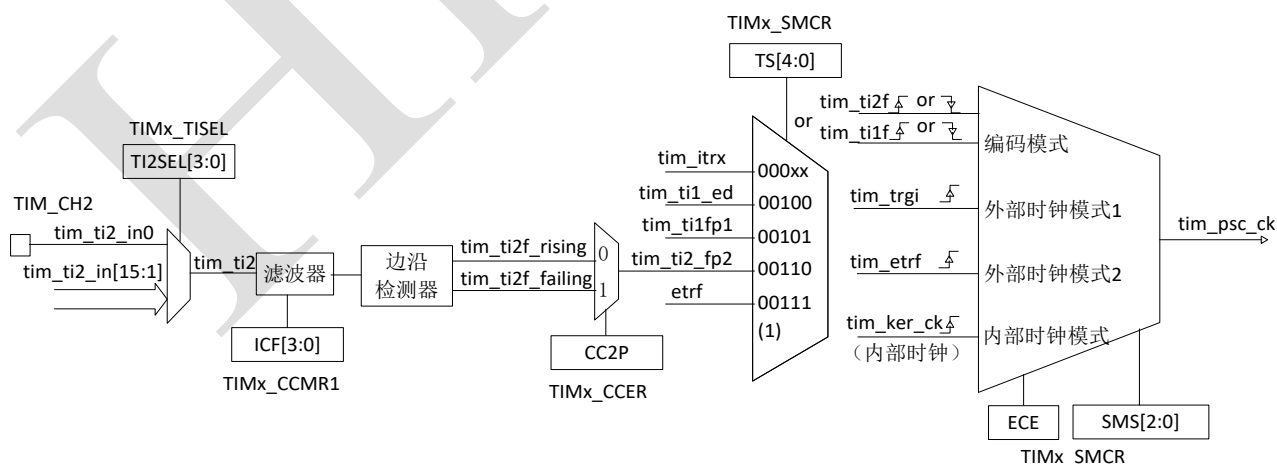 TIMx_SMCR
TS[4:0]
tim_ti2f or
or
tim_ti1f or
编码模式
TIMx_TISEL
TI2SEL[3:0]
tim_itrx
000xx
tim_ti1_ed
00100
TIM_CH2
tim_trgi
外部时钟模式1
tim_ti2_in0
tim_ti1fp1
00101
tim_psc_ck
tim_ti2_in[15:1]
tim_ti2
滤波器
边沿
检测器
tim_ti2f_rising
0
tim_ti2f_failing
1
tim_ti2_fp2
00110
tim_etrf
外部时钟模式2
etrf
00111
(1)
tim_ker_ck
(内部时钟)
内部时钟模式
ICF[3:0]
TIMx_CCMR1
CC2P
TIMx_CCER
ECE
SMS[2:0]
TIMx_SMCR